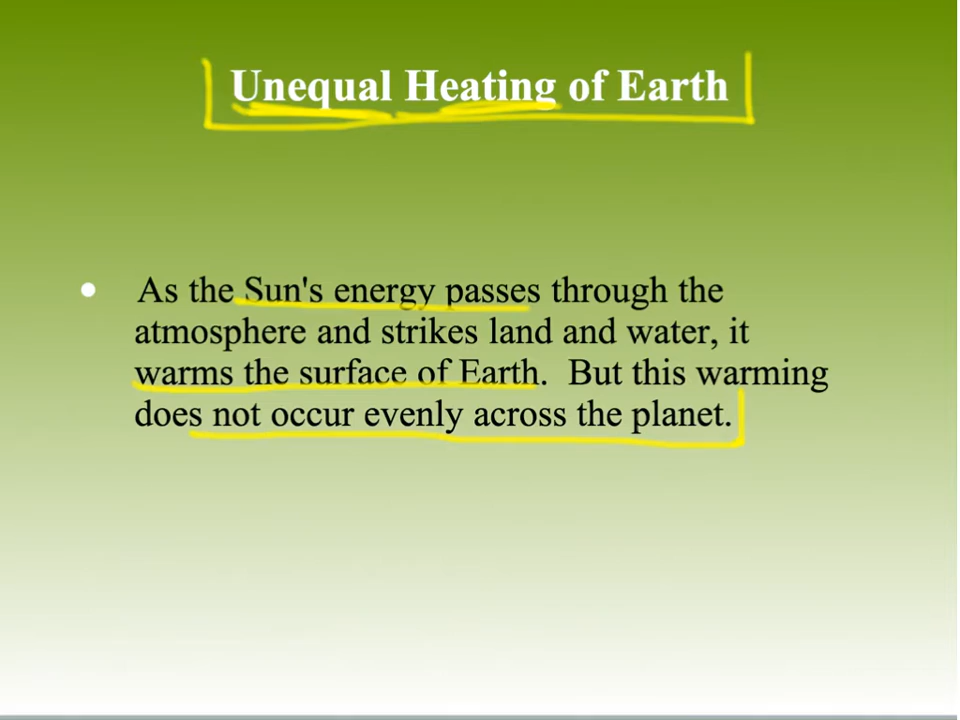 Unequal Heating of Earth
• As the Sun's energy passes through the
atmosphere and strikes land and water, it
warms the surface of Earth. But this warming
does not occur evenly across the planet.